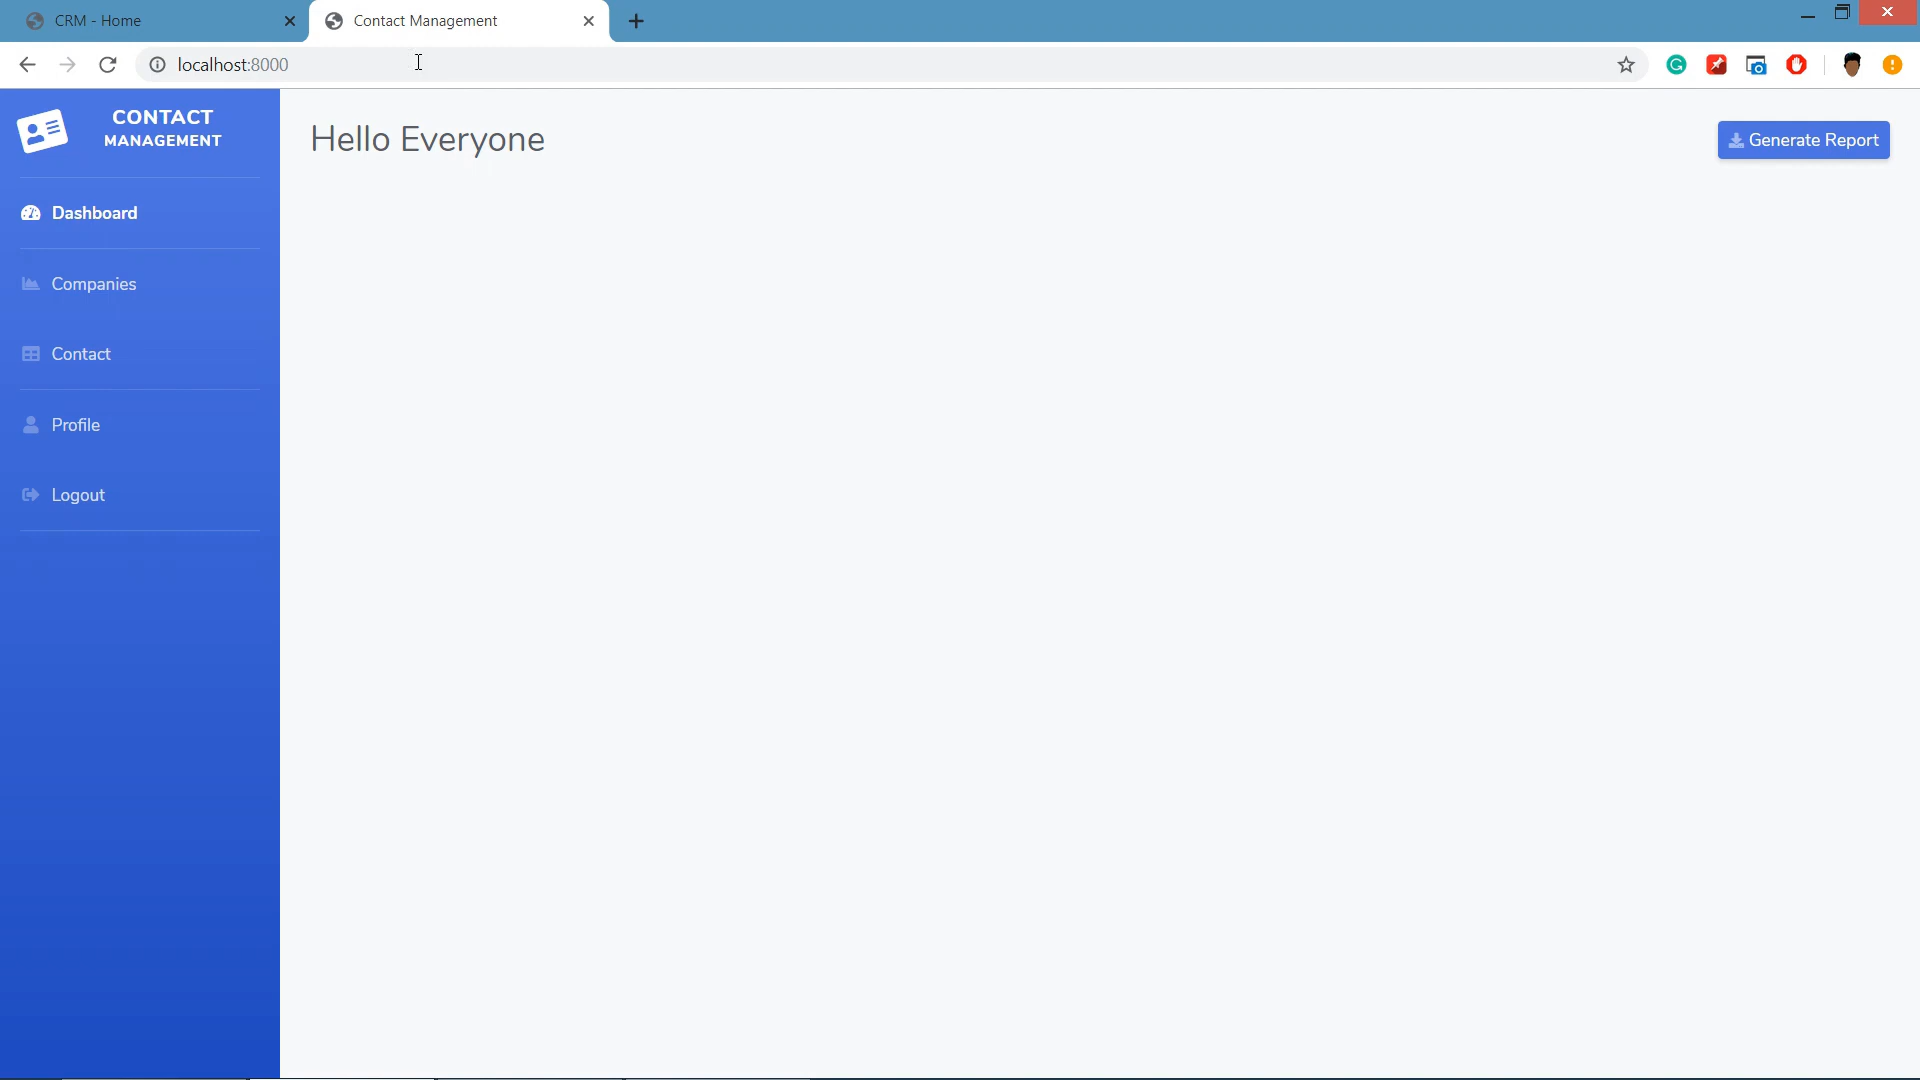 CRM - Home
Contact Management
localhost:8000
CONTACT
MANAGEMENT
Hello Everyone
Generate Report
Dashboard
Companies
Contact
Profile
Logout